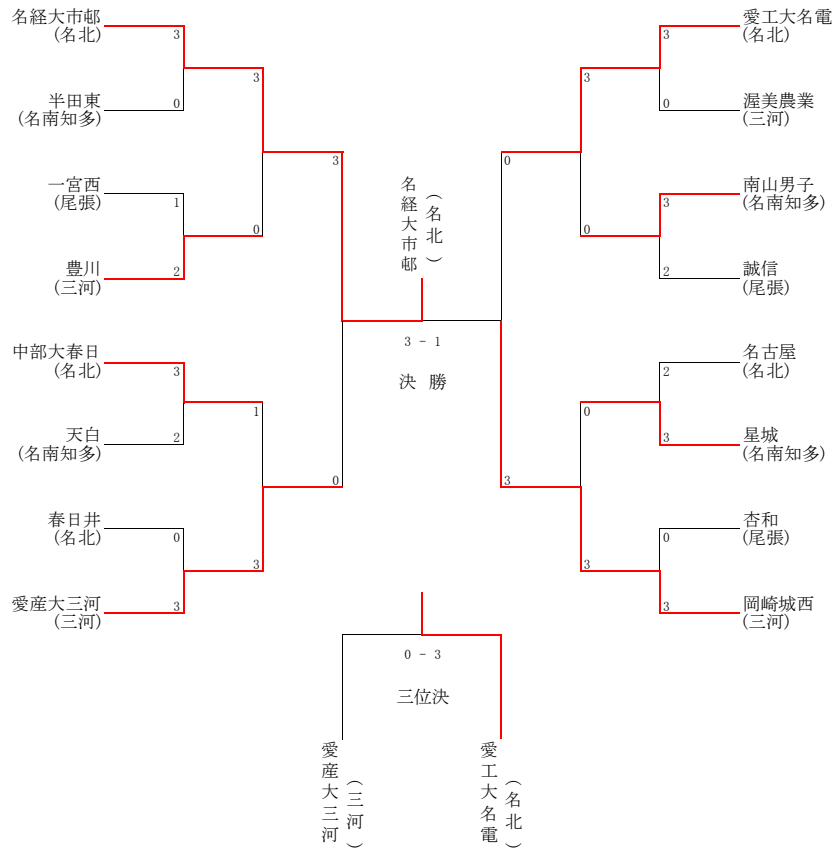 名経大市邨
(名北)
3
半田東
(名南知多)
0
3
一宮西
(尾張)
1
豊川
(三河)
2
0
3
中部大春日
(名北)
3
天白
(名南知多)
2
1
春日井
(名北)
0
愛産大三河
(三河)
3
3
0
名経大市邨
(名北)
3 - 1
決 勝
愛工大名電
(名北)
3
渥美農業
(三河)
0
3
南山男子
(名南知多)
3
誠信
(尾張)
2
0
0
名古屋
(名北)
2
星城
(名南知多)
3
0
杏和
(尾張)
0
岡崎城西
(三河)
3
3
3
0 - 3
三位決
愛産大三河
(三河)
愛工大名電
(名北)